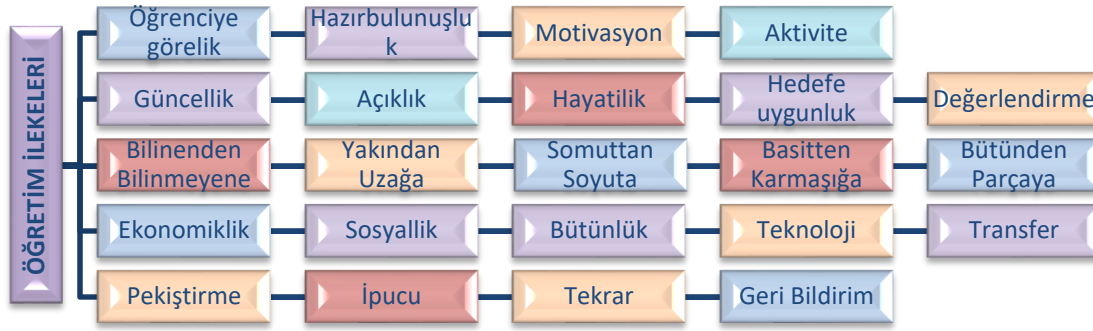 ÖĞRETİM İLEKELERİ
Öğrenciye
görelik
Hazırbulunuşlu
k
Motivasyon
Aktivite
Güncellik
Açıklık
Hayatilik
Hedefe
uygunluk
Değerlendirme
Bilinenden
Bilinmeyene
Yakından
Uzağa
Somuttan
Soyuta
Basitten
Karmaşığa
Bütünden
Parçaya
Ekonomiklik
Sosyallik
Bütünlük
Teknoloji
Transfer
Pekiştirme
İpucu
Tekrar
Geri Bildirim